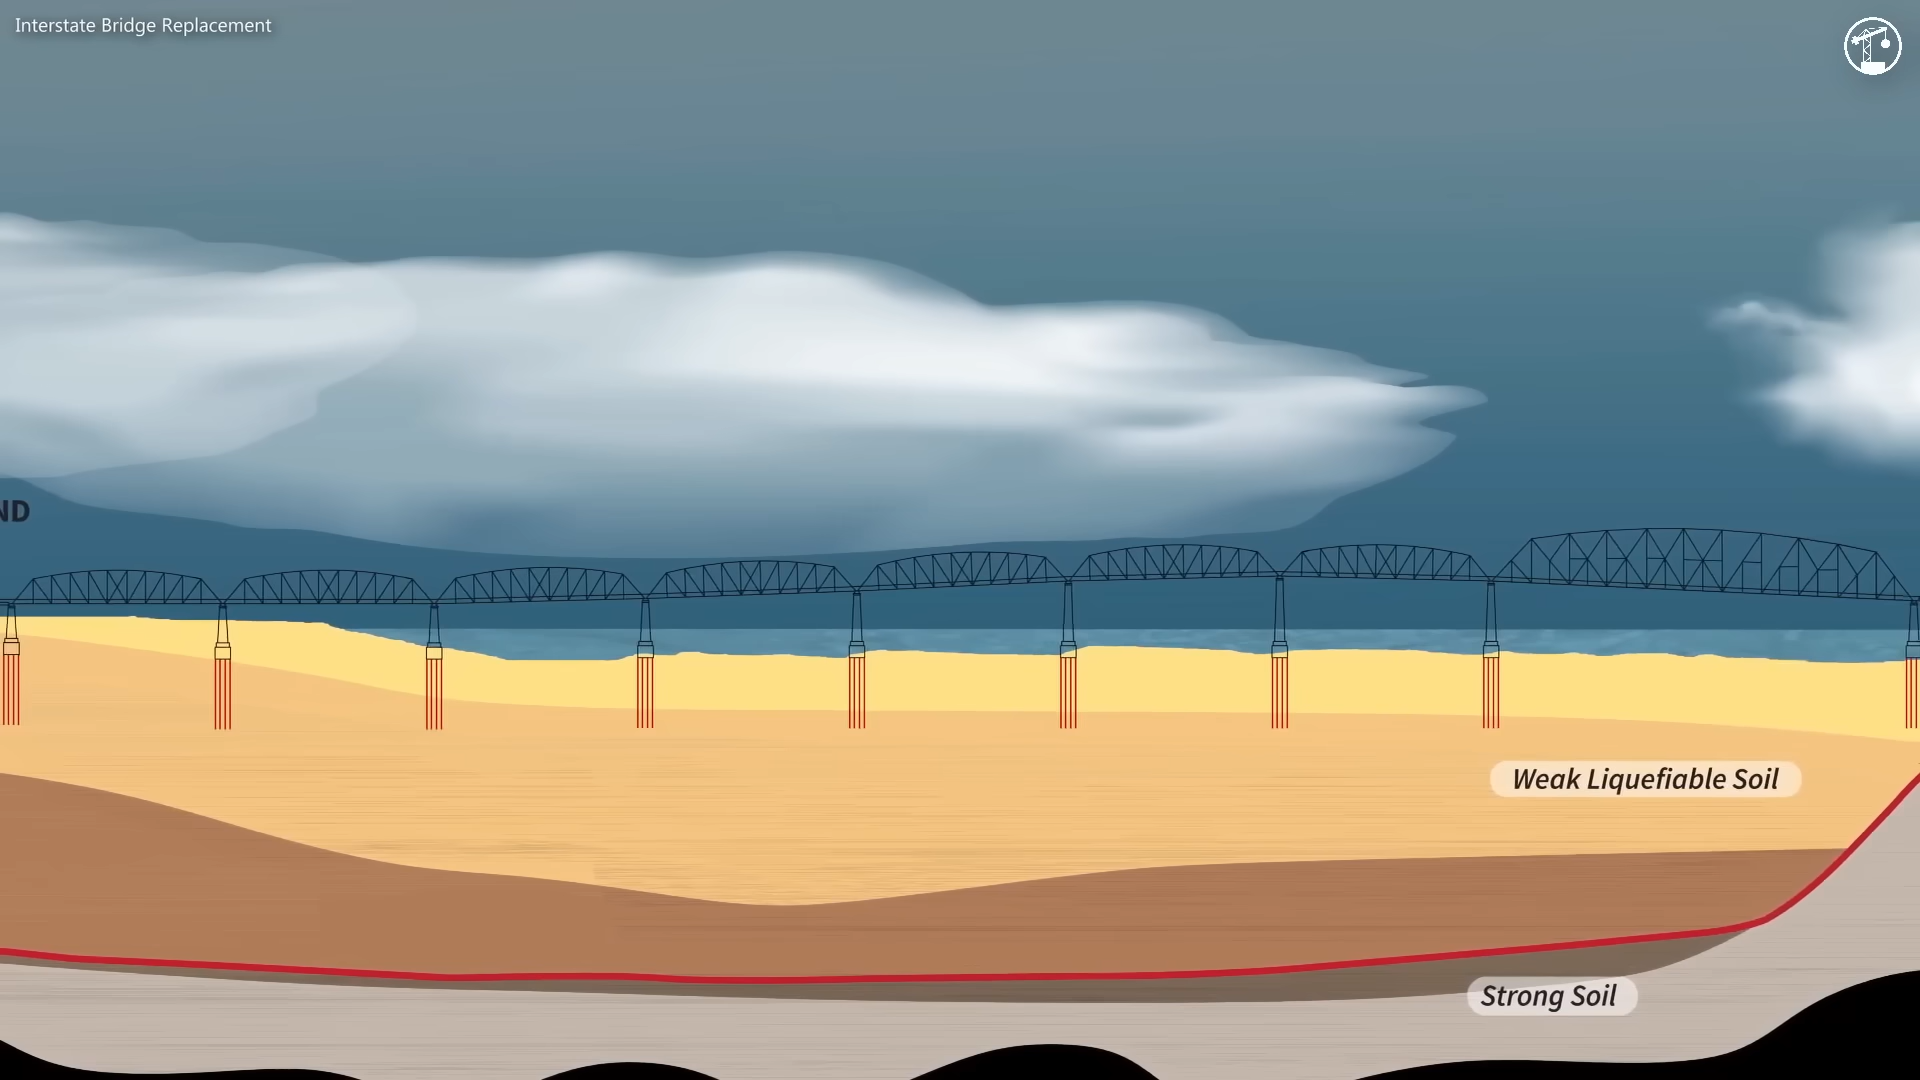 Interstate Bridge Replacement
ND
Weak Liquefiable Soil
Strong Soil